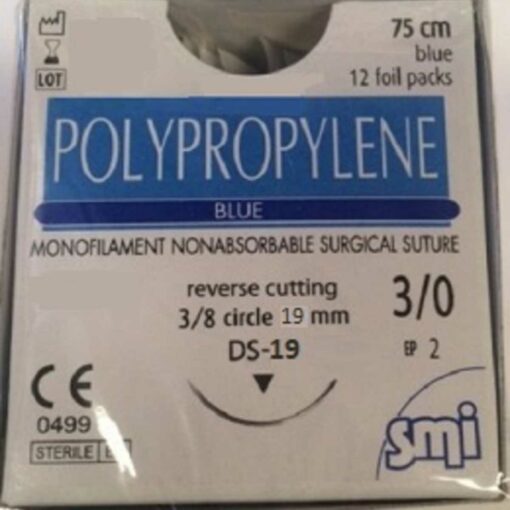 75 cm
blue
12 foil packs
LOT
POLYPROPYLENE
BLUE
MONOFILAMENT NONABSORBABLE SURGICAL SUTURE
reverse cutting
3/8 circle 19 mm
DS-19
3/0
EP 2
CE
0499
STERILE
smi